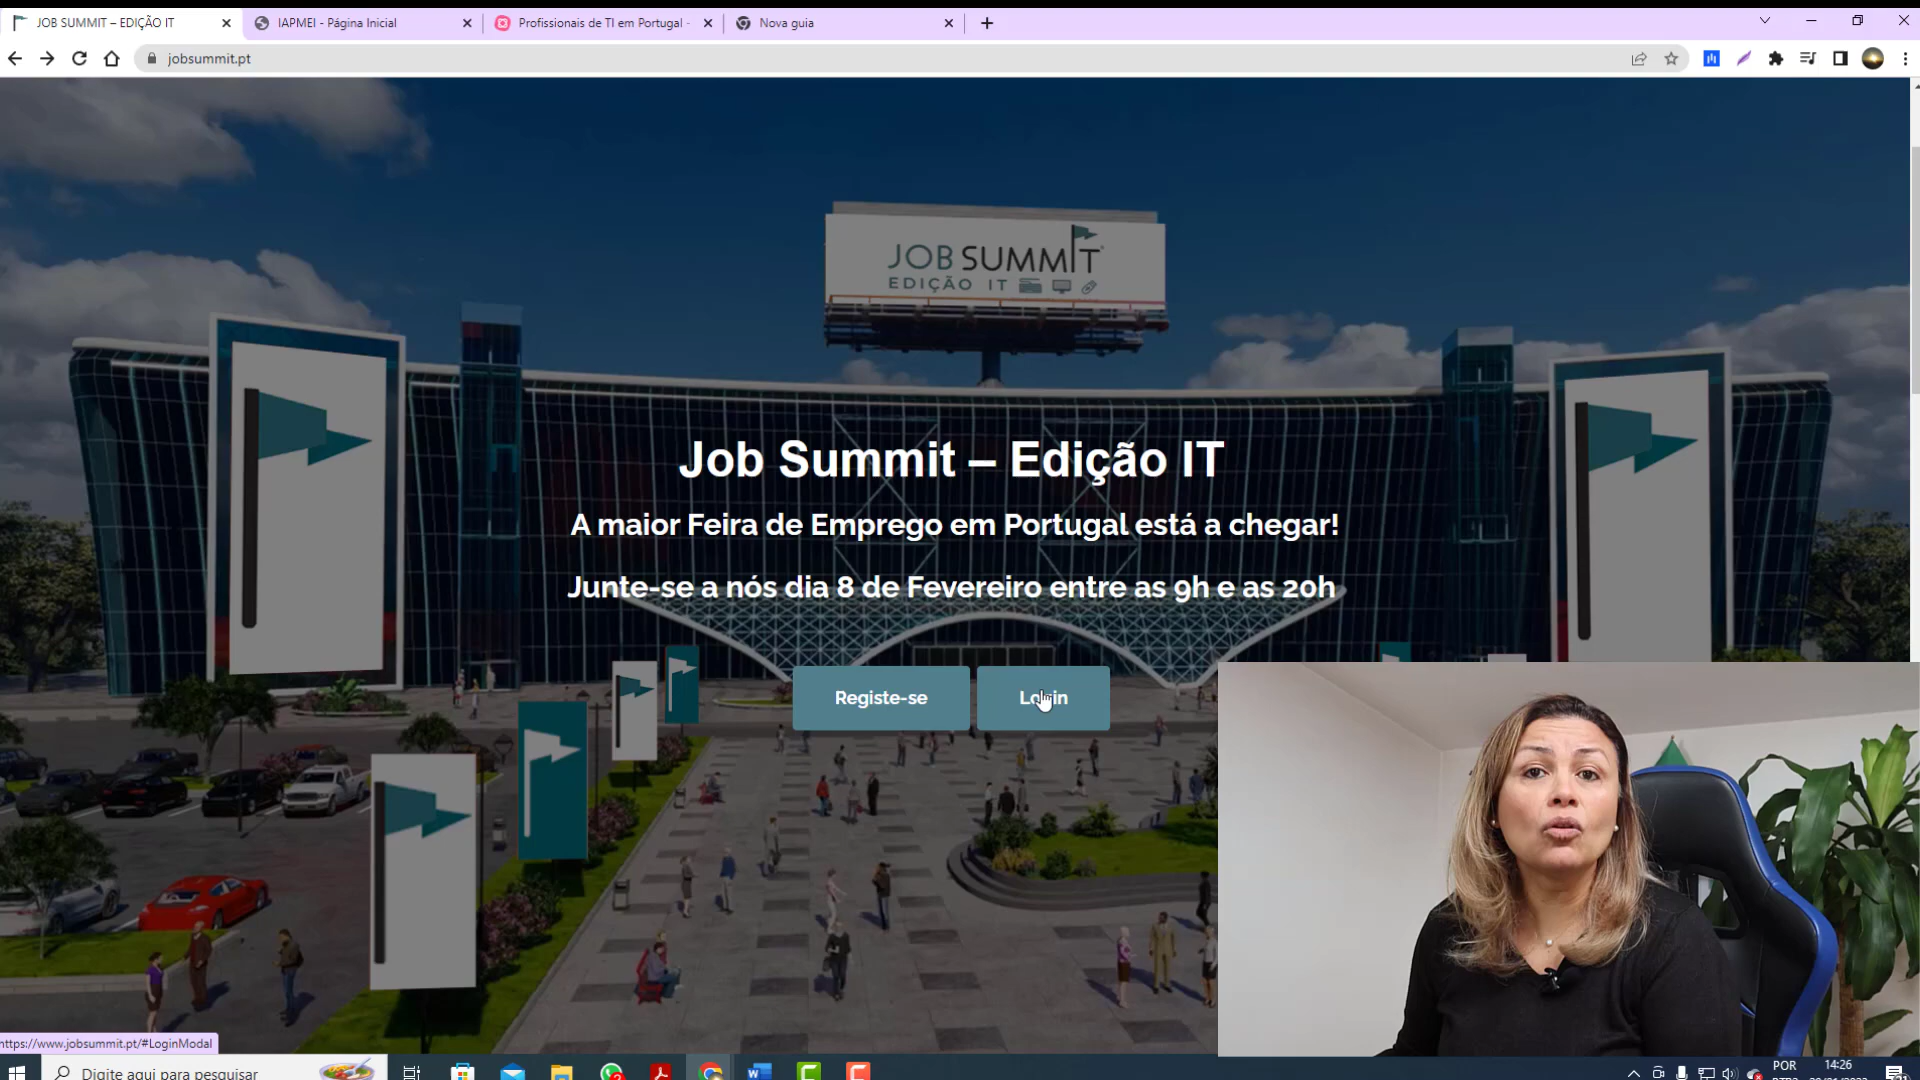 JOB SUMMIT – EDIÇÃO IT
IAPMEI - Página Inicial
Profissionais de TI em Portugal -
Nova guia
jobsummit.pt
JOB SUMMIT
EDIÇÃO IT
Job Summit – Edição IT
A maior Feira de Emprego em Portugal está a chegar!
Junte-se a nós dia 8 de Fevereiro entre as 9h e as 20h
Registe-se
Login
https://www.jobsummit.pt/#LoginModal
Digite aqui para pesquisar
POR
14:26